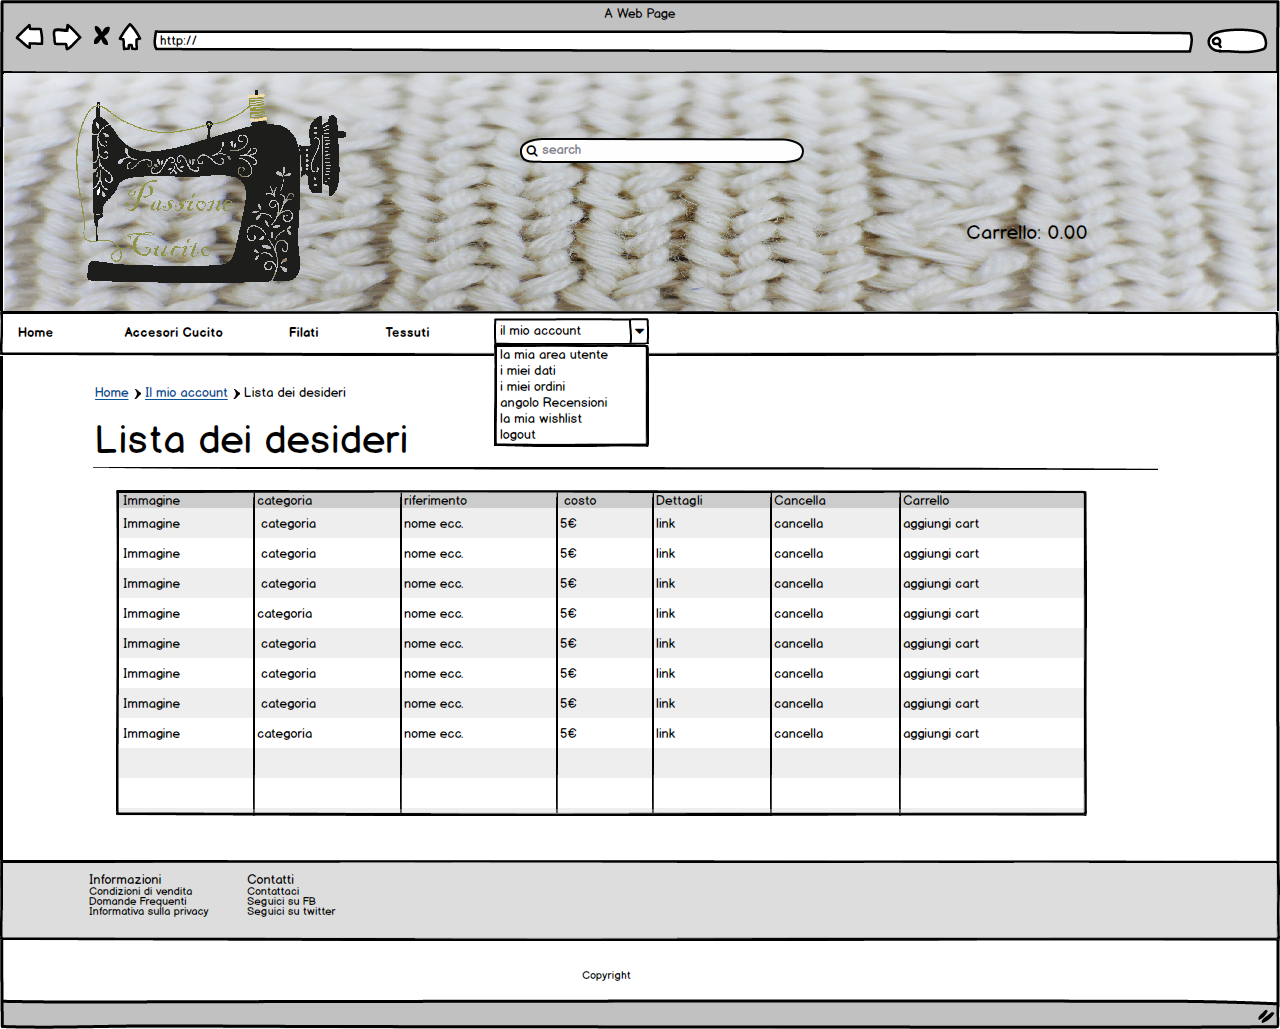 A Web Page
http://
search
Passione
Cucito
Carrello: 0.00
Home Accesori Cucito Filati Tessuti il mio account
la mia area utente
i miei dati
i miei ordini
angolo Recensioni
la mia wishlist
logout
Home Il mio account Lista dei desideri
Lista dei desideri
Immagine categoria riferimento costo Dettagli Cancella Carrello
Immagine categoria nome ecc. 5€ link cancella aggiungi cart
Immagine categoria nome ecc. 5€ link cancella aggiungi cart
Immagine categoria nome ecc. 5€ link cancella aggiungi cart
Immagine categoria nome ecc. 5€ link cancella aggiungi cart
Immagine categoria nome ecc. 5€ link cancella aggiungi cart
Immagine categoria nome ecc. 5€ link cancella aggiungi cart
Immagine categoria nome ecc. 5€ link cancella aggiungi cart
Immagine categoria nome ecc. 5€ link cancella aggiungi cart
Informazioni
Condizioni di vendita
Domande Frequenti
Informativa sulla privacy
Contatti
Contattaci
Seguici su FB
Seguici su twitter
Copyright